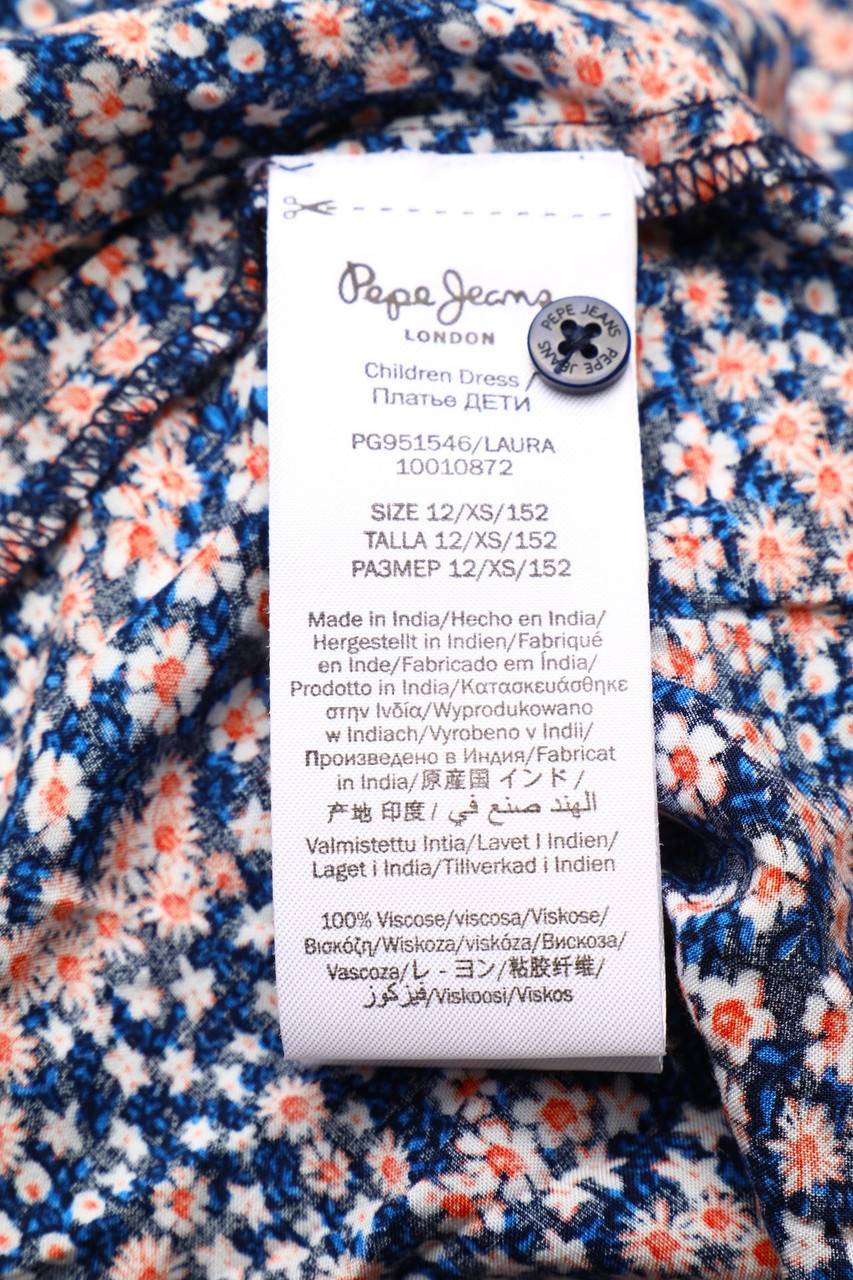 Pepe Jeans
LONDON
PEPE JEANS
PEPE JEANS
Children Dress
Платье ДЕТИ
PG951546/LAURA
10010872
SIZE 12/XS/152
TALLA 12/XS/152
РАЗМЕР 12/XS/152
Made in India/Hecho en India/
Hergestellt in Indien/Fabriqué
en Inde/Fabricado em Índia/
Prodotto in India/Κατασκευάσθηκε
στην Ινδία/Wyprodukowano
w Indiach/Vyrobeno v Indii/
Произведено в Индия/Fabricat
in India/原産国 インド /
产地 印度 / الهند صنع في
Valmistettu Intia/Lavet I Indien/
Laget i India/Tillverkad i Indien
100% Viscose/viscosa/Viskose/
Βισκόζη/Wiskoza/viskóza/Вискоза/
Vascoza/レ - ヨン/粘胶纤维/
فيزكوز/Viskoosi/Viskos